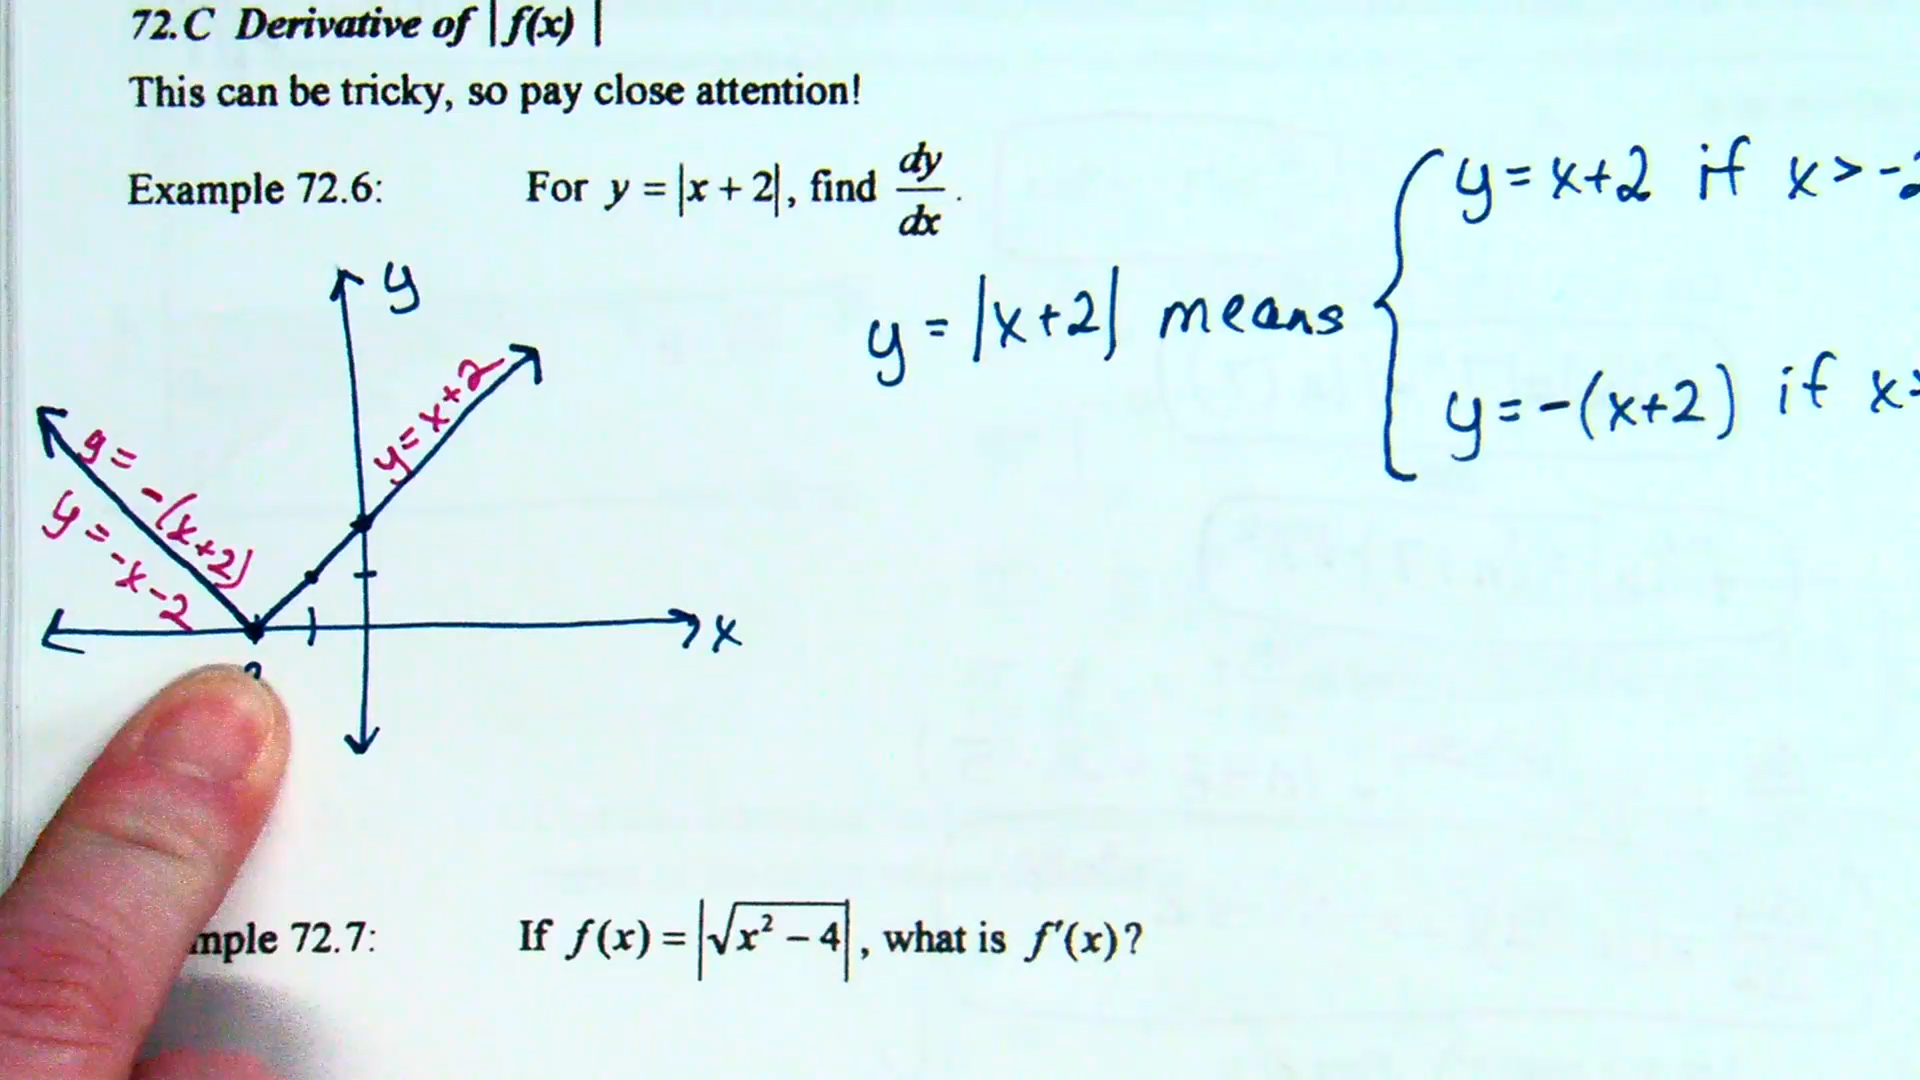 72.C Derivative of |f(x)|
This can be tricky, so pay close attention!
Example 72.6: For y = |x + 2|, find dy/dx.
y = x+2 if x > -2
y = |x+2| means
y = -(x+2) if x
y
y = x+2
y = -(x+2)
y = -x-2
x
mple 72.7: If f(x) = |√(x² − 4)|, what is f′(x)?